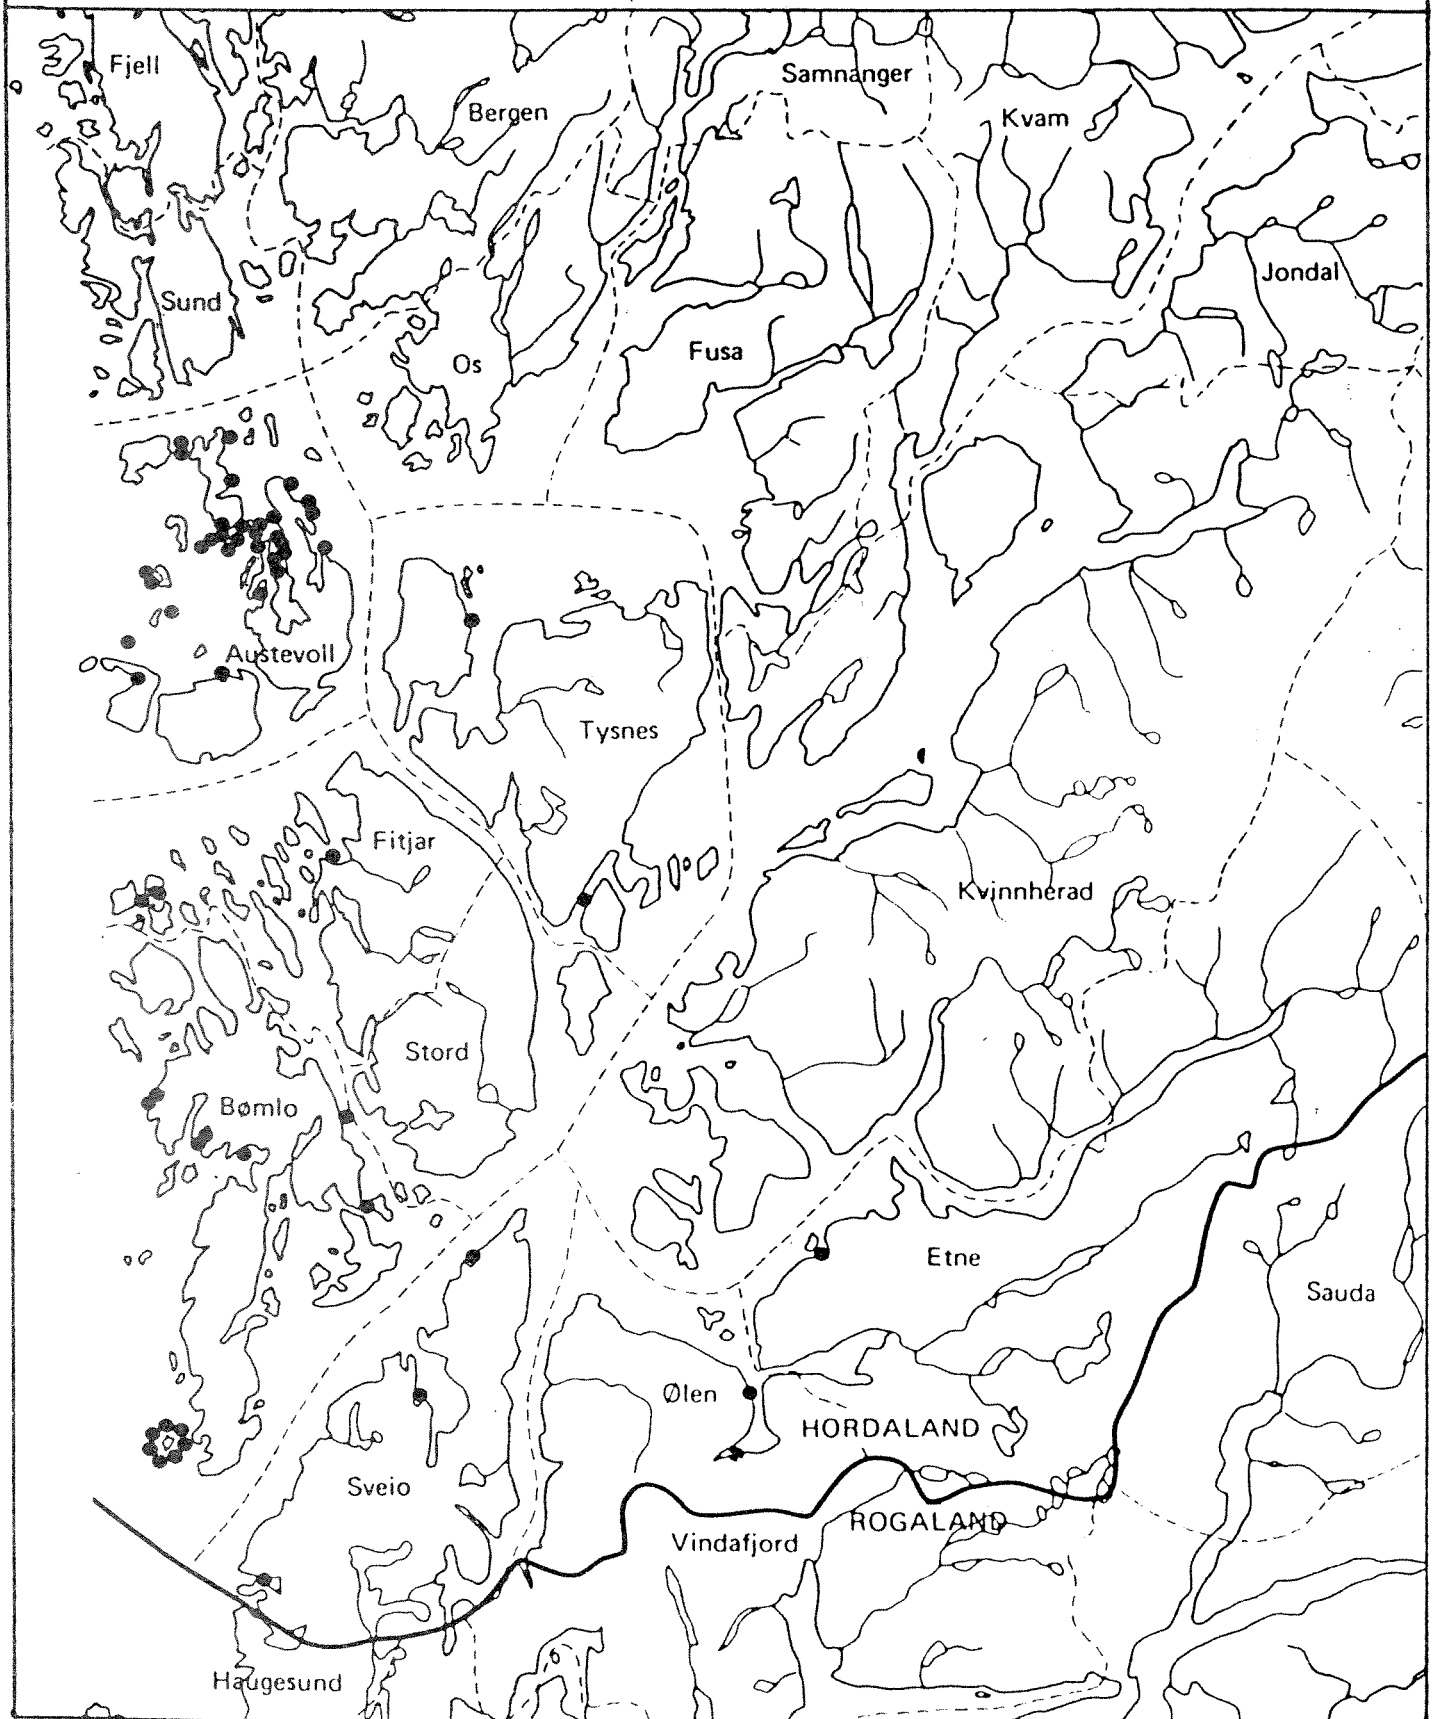 Fjell
Samnanger
Bergen
Kvam
Jondal
Sund
Fusa
Os
Austevoll
Tysnes
Fitjar
Kvinnherad
Stord
Bømlo
Etne
Sauda
Ølen
HORDALAND
Sveio
ROGALAND
Vindafjord
Haugesund